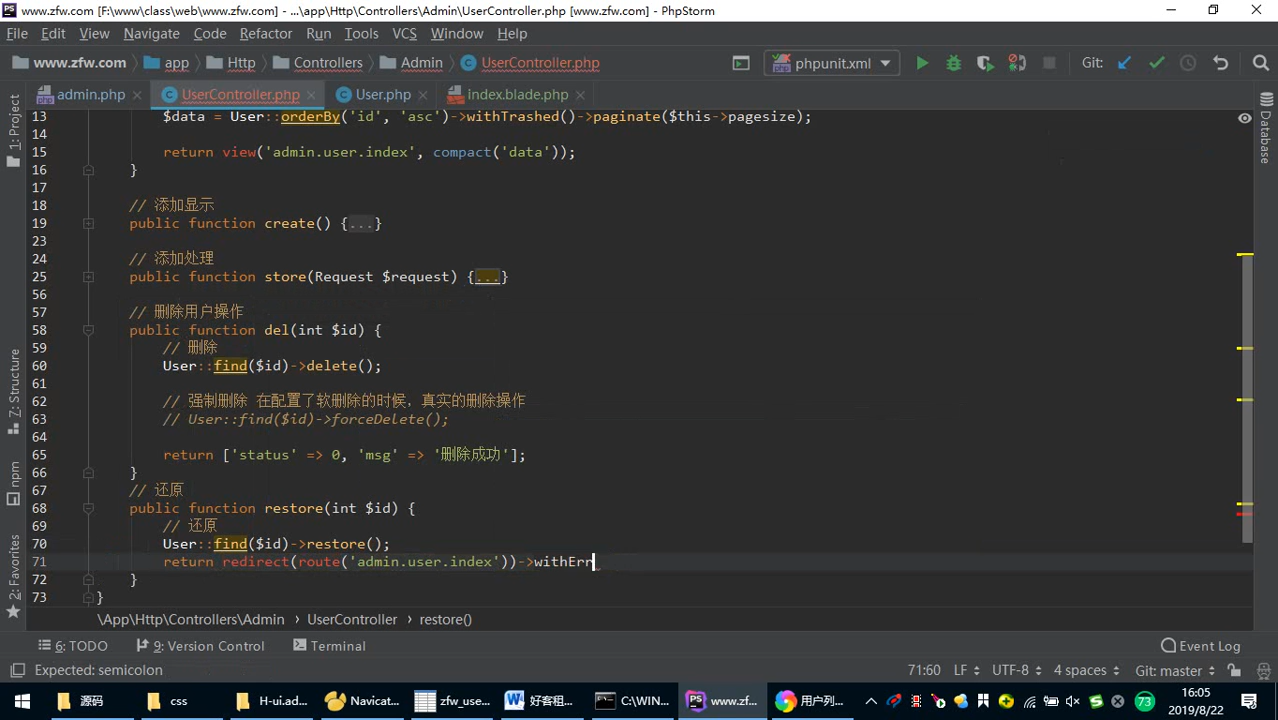 www.zfw.com [F:\www\class\web\www.zfw.com] - ...\app\Http\Controllers\Admin\UserController.php [www.zfw.com] - PhpStorm
File Edit View Navigate Code Refactor Run Tools VCS Window Help
www.zfw.com app Http Controllers Admin UserController.php phpunit.xml Git:
admin.php UserController.php User.php index.blade.php
13 $data = User::orderBy('id', 'asc')->withTrashed()->paginate($this->pagesize);
14
15 return view('admin.user.index', compact('data'));
16 }
17
18 // 添加显示
19 public function create() {...}
23
24 // 添加处理
25 public function store(Request $request) {...}
56
57 // 删除用户操作
58 public function del(int $id) {
59 // 删除
60 User::find($id)->delete();
61
62 // 强制删除 在配置了软删除的时候，真实的删除操作
63 // User::find($id)->forceDelete();
64
65 return ['status' => 0, 'msg' => '删除成功'];
66 }
67 // 还原
68 public function restore(int $id) {
69 // 还原
70 User::find($id)->restore();
71 return redirect(route('admin.user.index'))->withErr
72 }
73 }
1: Project
7: Structure
npm
2: Favorites
Database
\App\Http\Controllers\Admin UserController restore()
6: TODO 9: Version Control Terminal Event Log
Expected: semicolon 71:60 LF UTF-8 4 spaces Git: master
源码 css H-ui.ad... Navicat... zfw_use... 好客租... C:\WIN... www.zf... 用户列... 73 16:05
2019/8/22